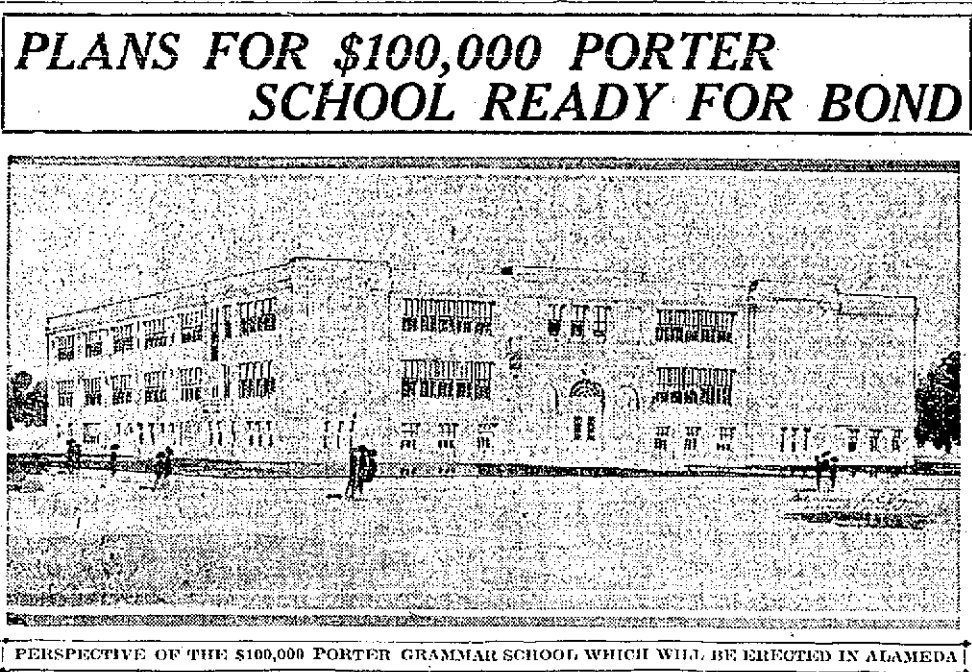 PLANS FOR $100,000 PORTER
SCHOOL READY FOR BOND
PERSPECTIVE OF THE $100,000 PORTER GRAMMAR SCHOOL WHICH WILL BE ERECTED IN ALAMEDA